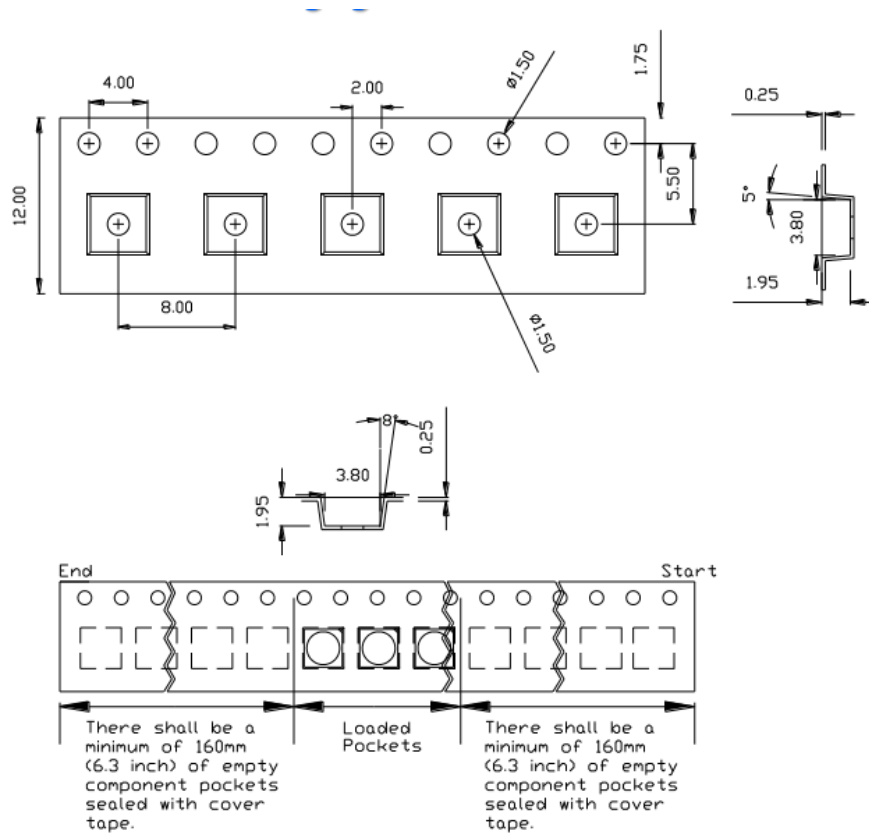 4.00
2.00
ø1.50
1.75
0.25
12.00
5.50
5°
3.80
1.95
8.00
ø1.50
8°
0.25
3.80
1.95
End
Start
There shall be a
minimum of 160mm
(6.3 inch) of empty
component pockets
sealed with cover
tape.
Loaded
Pockets
There shall be a
minimum of 160mm
(6.3 inch) of empty
component pockets
sealed with cover
tape.